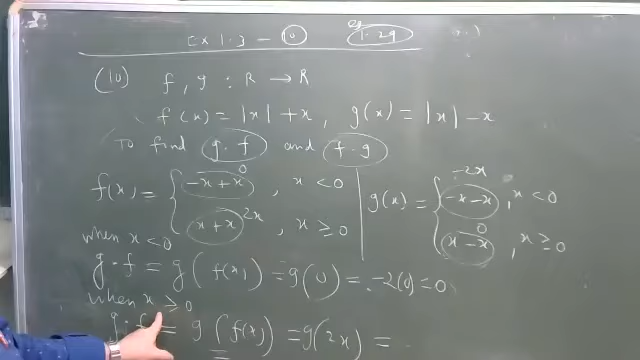 Ex 1.3 - 10 eg 1.29
(10) f, g : R → R
f(x) = |x| + x, g(x) = |x| - x
To find g.f and f.g
f(x) = { -x+x 0, x < 0
x+x 2x, x ≥ 0
g(x) = { -x-x -2x, x < 0
x-x 0, x ≥ 0
when x < 0
g.f = g(f(x)) = g(0) = -2(0) = 0
when x ≥ 0
g.f = g(f(x)) = g(2x) =